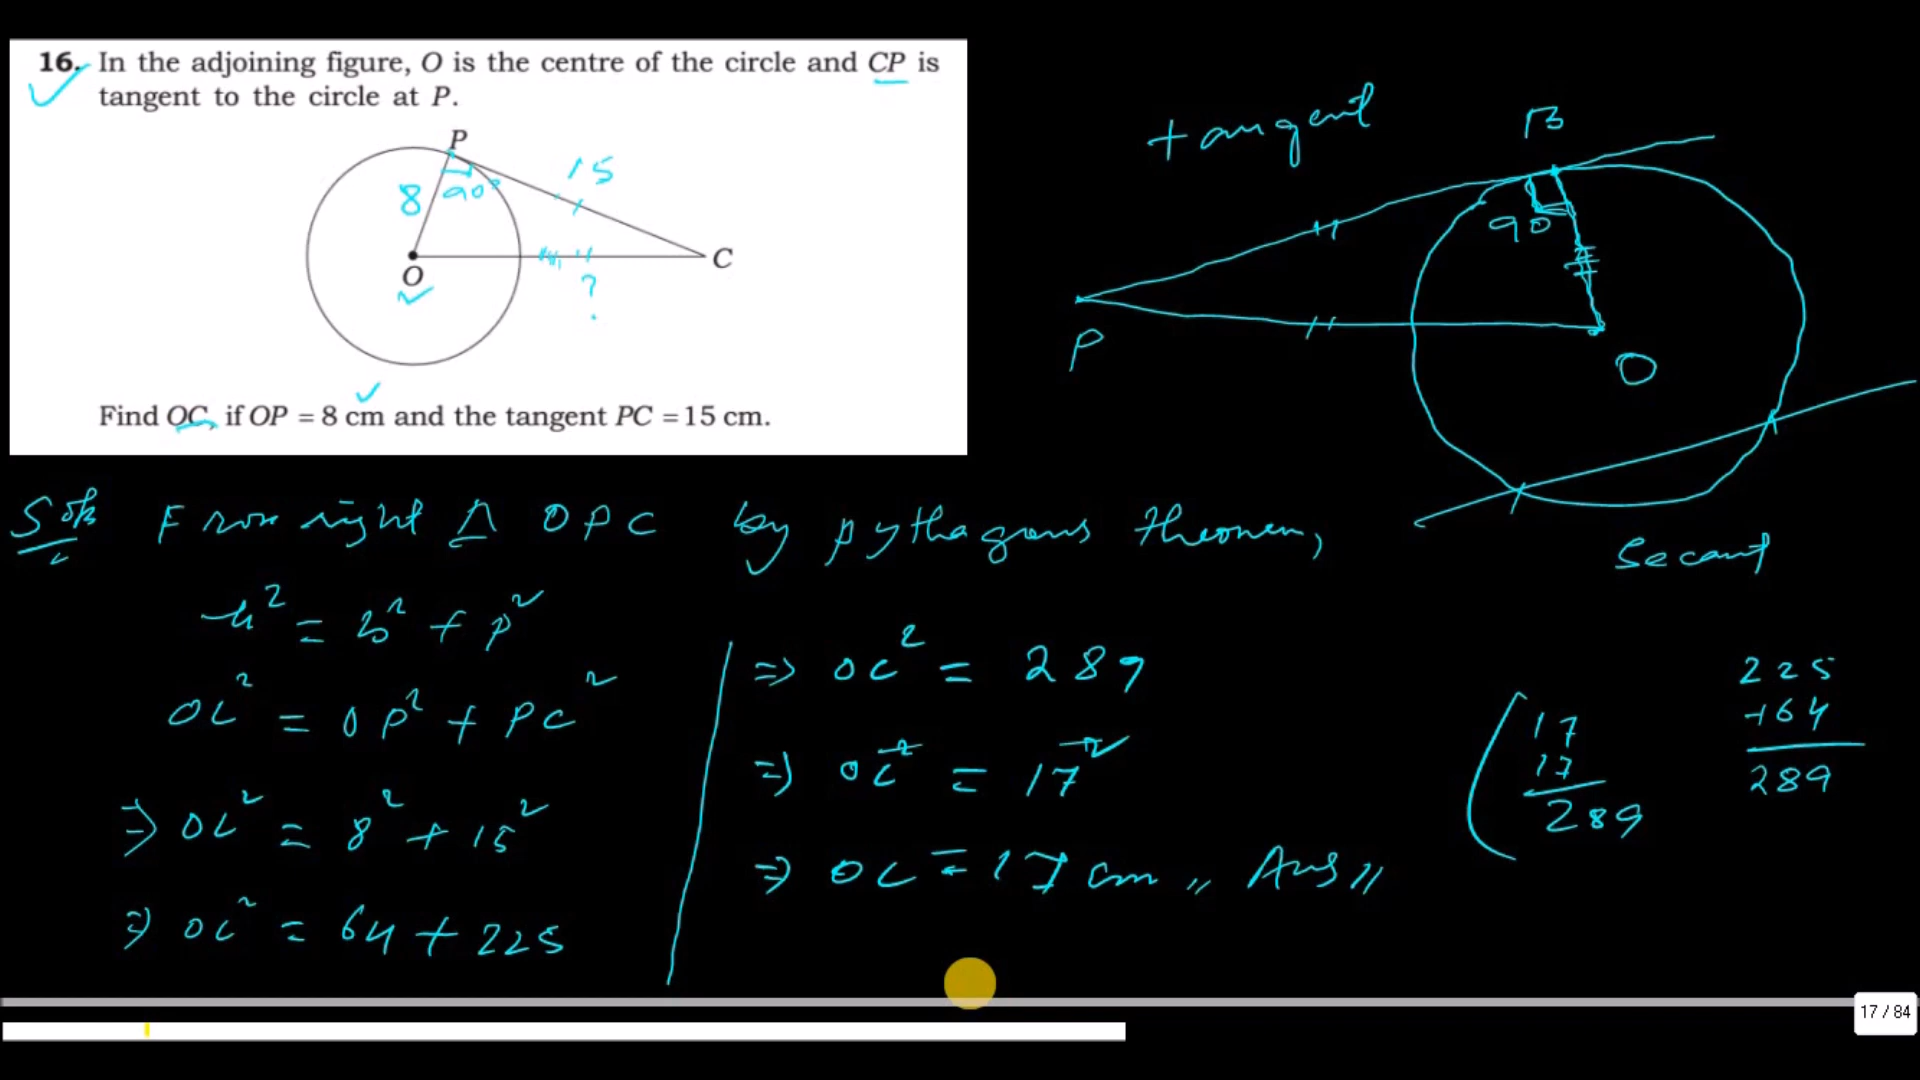 16. In the adjoining figure, O is the centre of the circle and CP is
tangent to the circle at P.
P
15
8
90°
O
C
?
Find OC, if OP = 8 cm and the tangent PC = 15 cm.
tangent
B
90
P
O
secant
Soln From right Δ OPC by pythagoras theorem,
h² = b² + p²
OC² = OP² + PC²
⇒ OC² = 8² + 15²
⇒ OC² = 64 + 225
⇒ OC² = 289
⇒ OC² = 17²
⇒ OC = 17 cm,, Ans,,
17
17
289
225
+64
289
17 / 84